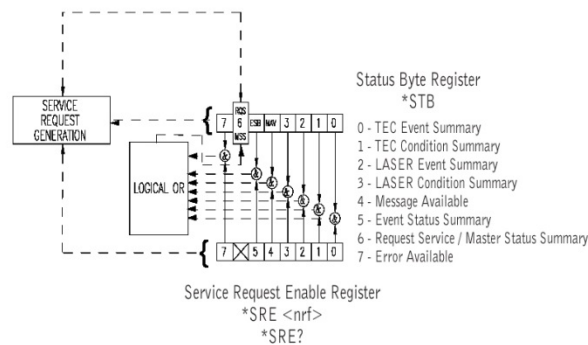 SERVICE
REQUEST
GENERATION
LOGICAL OR
RQS
7 6 ESB MAV 3 2 1 0
MSS
& & & & & & &
7 5 4 3 2 1 0
Service Request Enable Register
*SRE <nrf>
*SRE?
Status Byte Register
*STB
0 - TEC Event Summary
1 - TEC Condition Summary
2 - LASER Event Summary
3 - LASER Condition Summary
4 - Message Available
5 - Event Status Summary
6 - Request Service / Master Status Summary
7 - Error Available